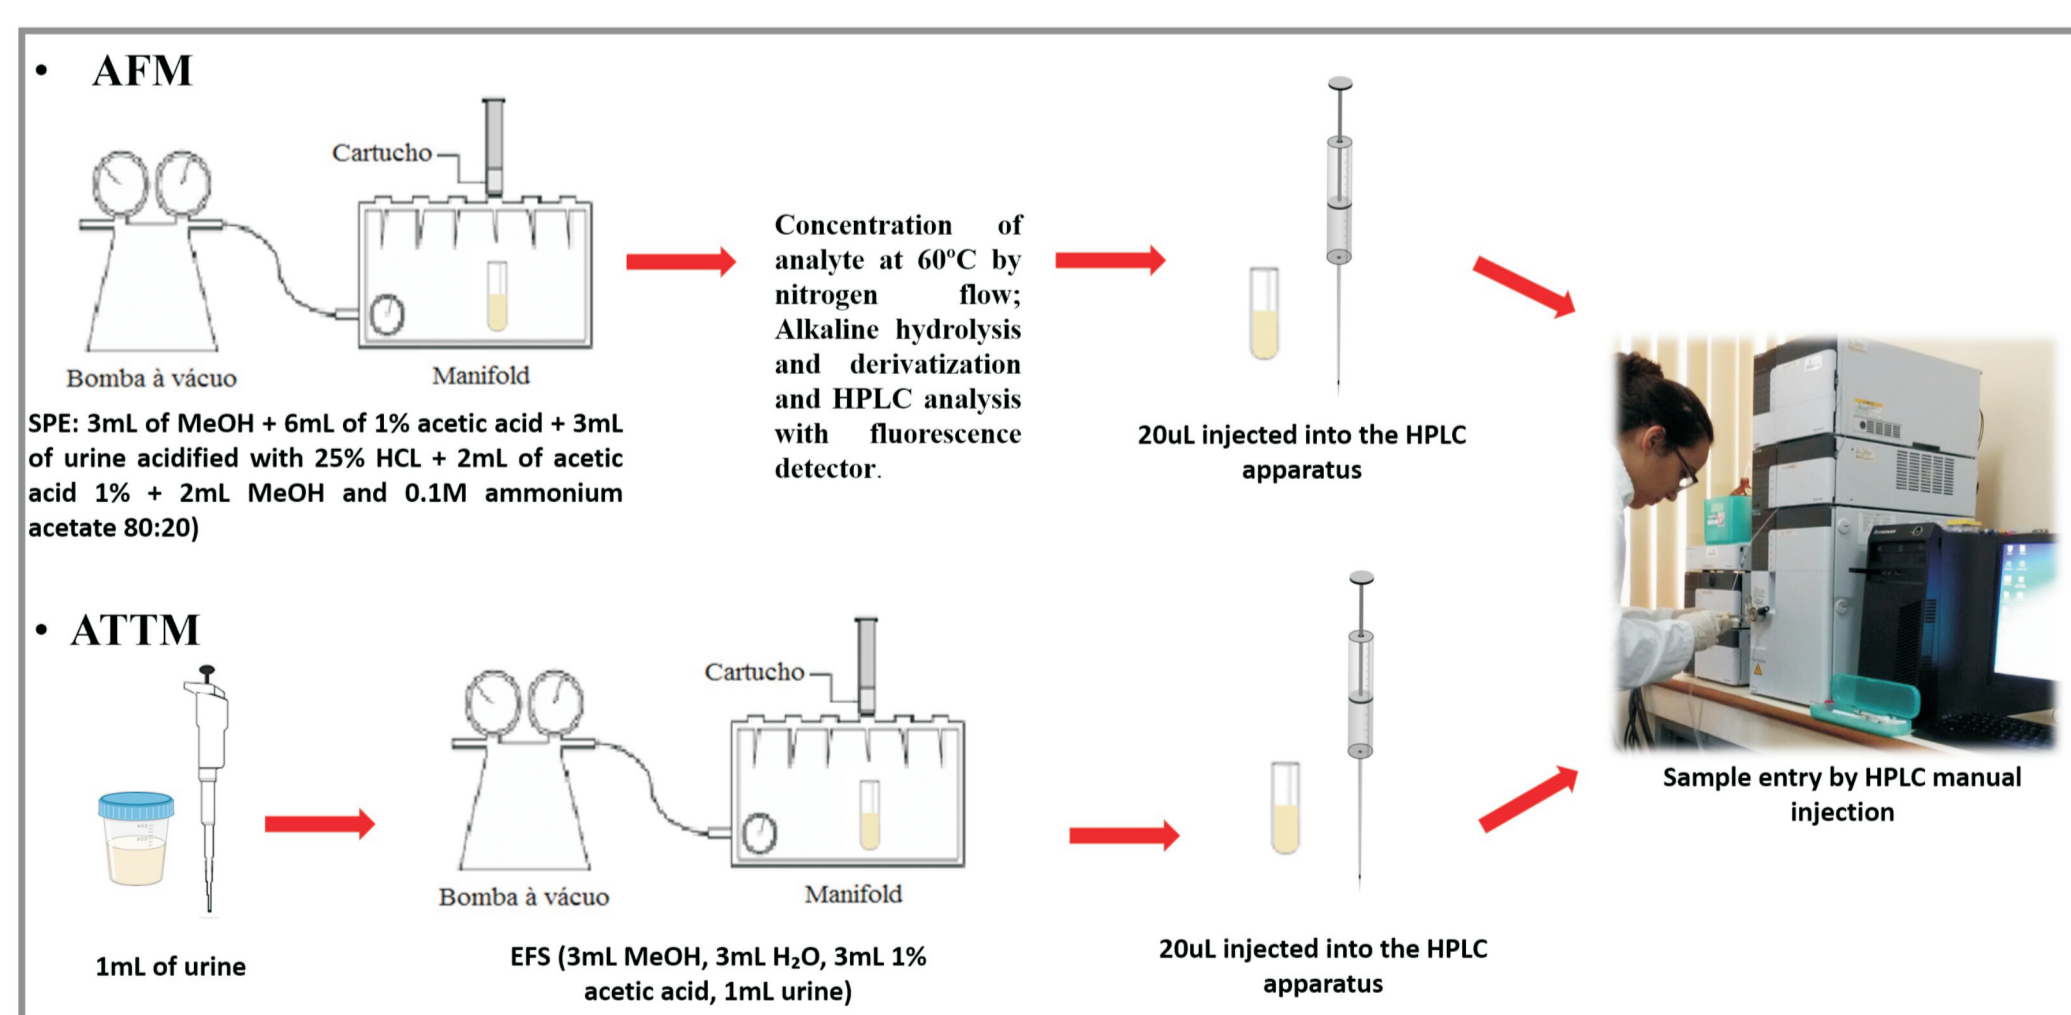 • AFM
Cartucho
Bomba à vácuo
Manifold
SPE: 3mL of MeOH + 6mL of 1% acetic acid + 3mL
of urine acidified with 25% HCL + 2mL of acetic
acid 1% + 2mL MeOH and 0.1M ammonium
acetate 80:20)
Concentration of
analyte at 60ºC by
nitrogen flow;
Alkaline hydrolysis
and derivatization
and HPLC analysis
with fluorescence
detector.
20uL injected into the HPLC
apparatus
Sample entry by HPLC manual
injection
• ATTM
1mL of urine
Cartucho
Bomba à vácuo
Manifold
EFS (3mL MeOH, 3mL H₂O, 3mL 1%
acetic acid, 1mL urine)
20uL injected into the HPLC
apparatus